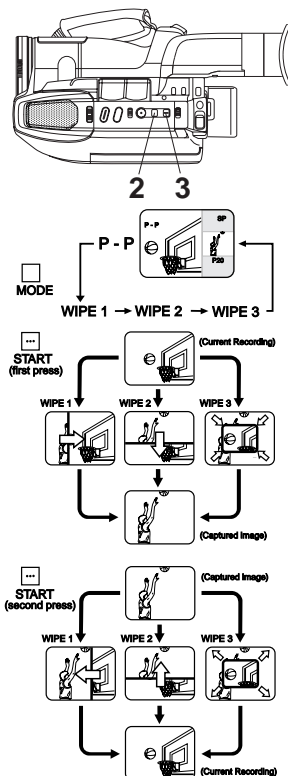 2 3
P - P
SP
P20
P - P
MODE
WIPE 1 → WIPE 2 → WIPE 3
START
(first press)
(Current Recording)
WIPE 1 WIPE 2 WIPE 3
(Captured Image)
START
(second press)
(Captured Image)
WIPE 1 WIPE 2 WIPE 3
(Current Recording)